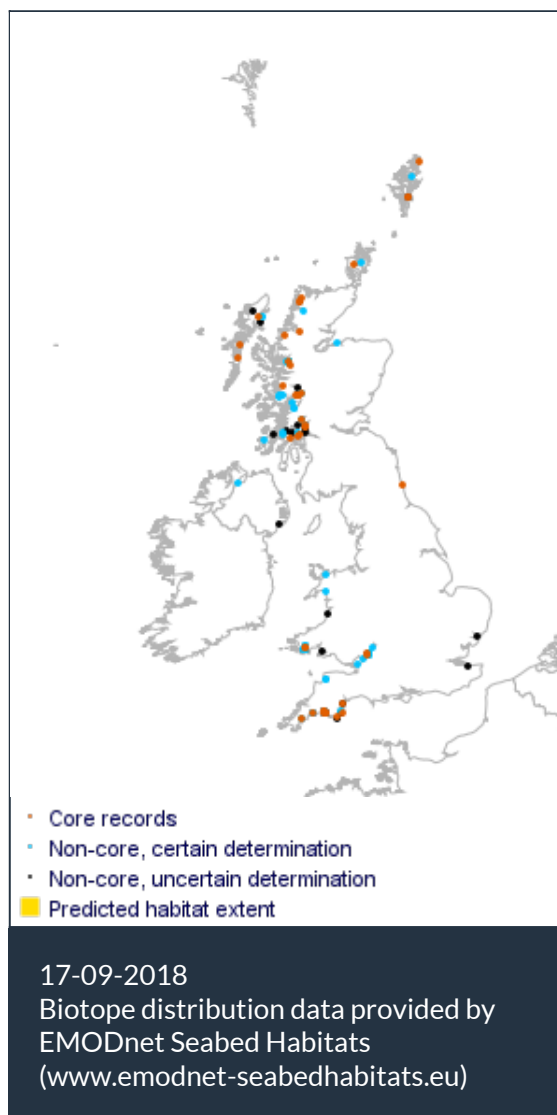 Core records
Non-core, certain determination
Non-core, uncertain determination
Predicted habitat extent
17-09-2018
Biotope distribution data provided by
EMODnet Seabed Habitats
(www.emodnet-seabedhabitats.eu)